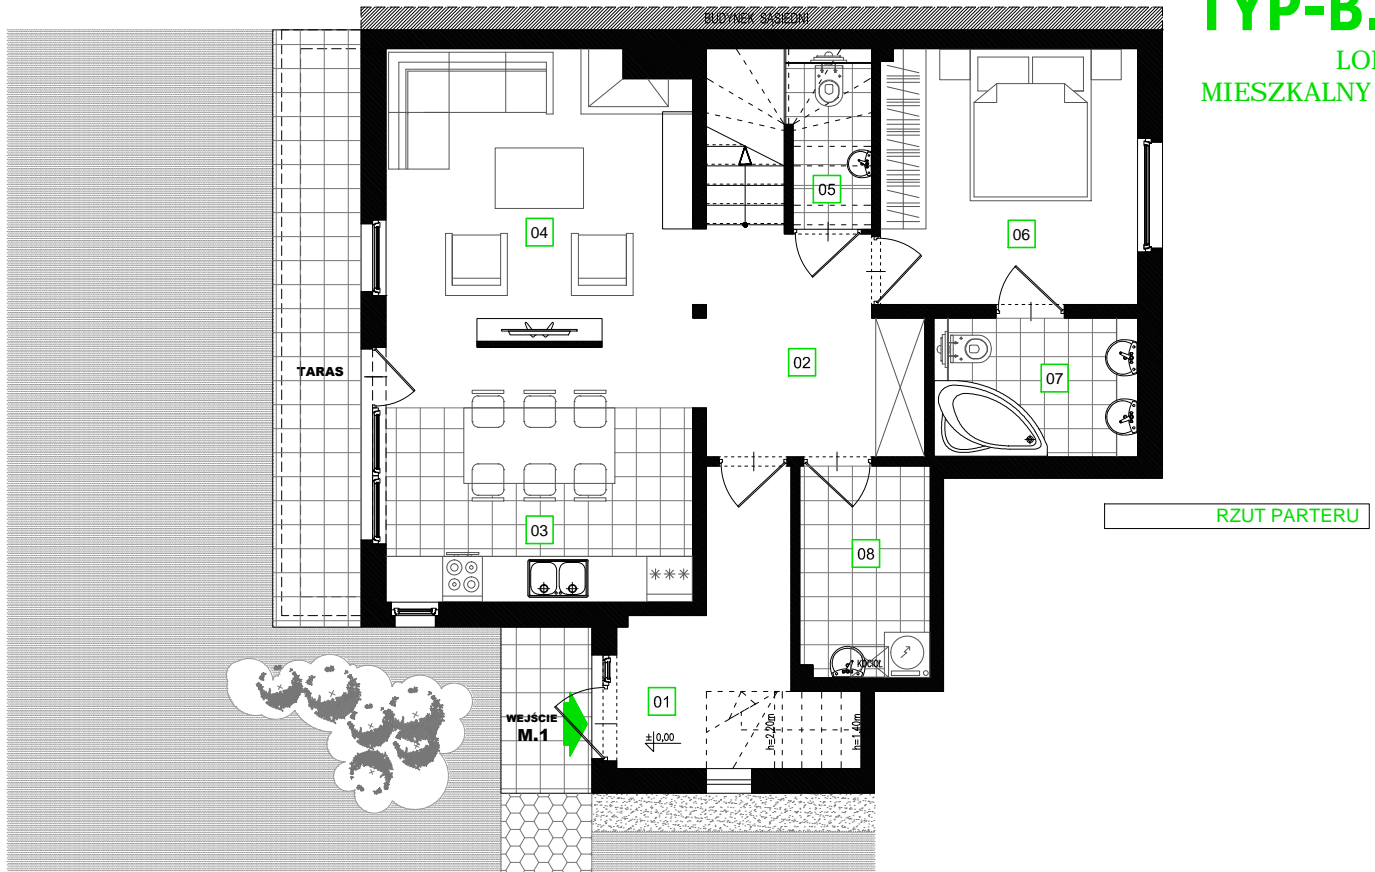 BUDYNEK SĄSIEDNI
TYP-B.
MIESZKALNY
05
04
06
TARAS
02
07
RZUT PARTERU
03
08
KOCIOŁ
01
WEJŚCIE
M.1
±0,00
h=2,20m
h=1,40m